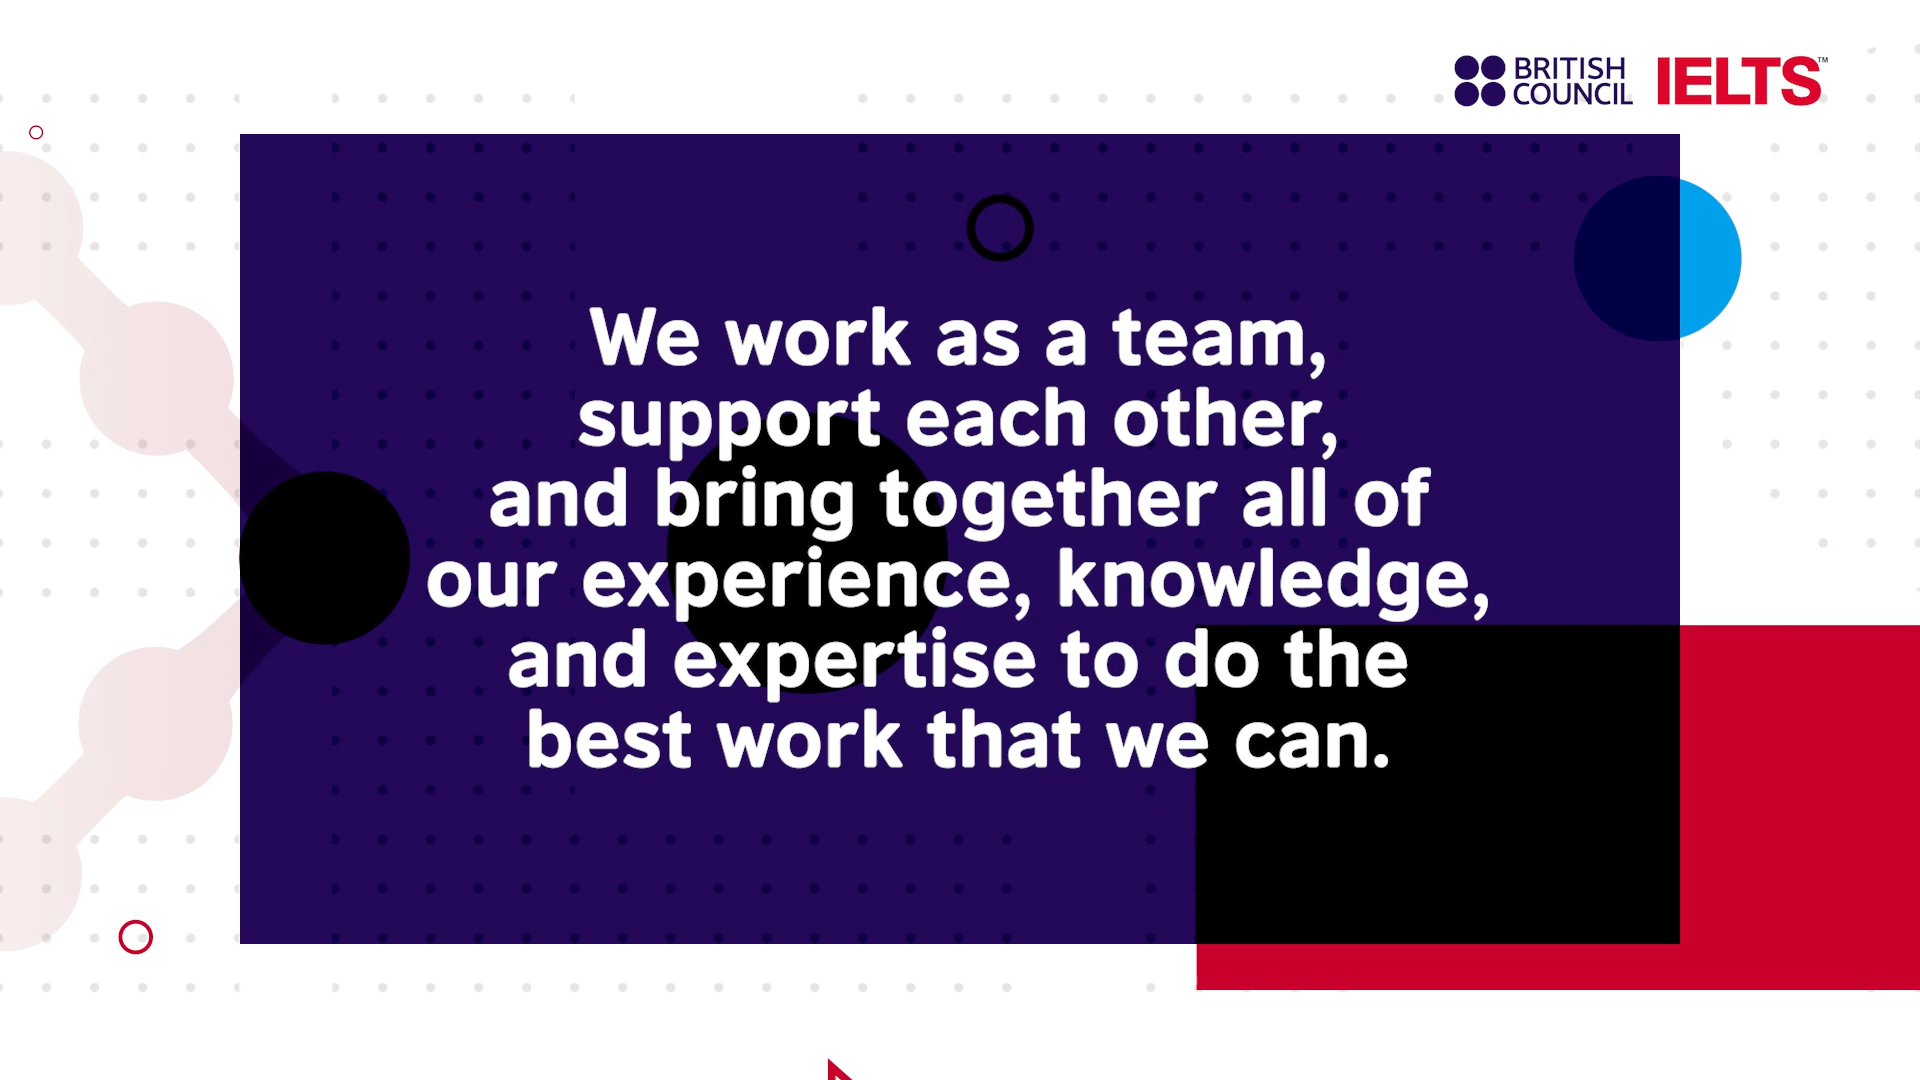 BRITISH
COUNCIL
IELTS™
We work as a team,
support each other,
and bring together all of
our experience, knowledge,
and expertise to do the
best work that we can.